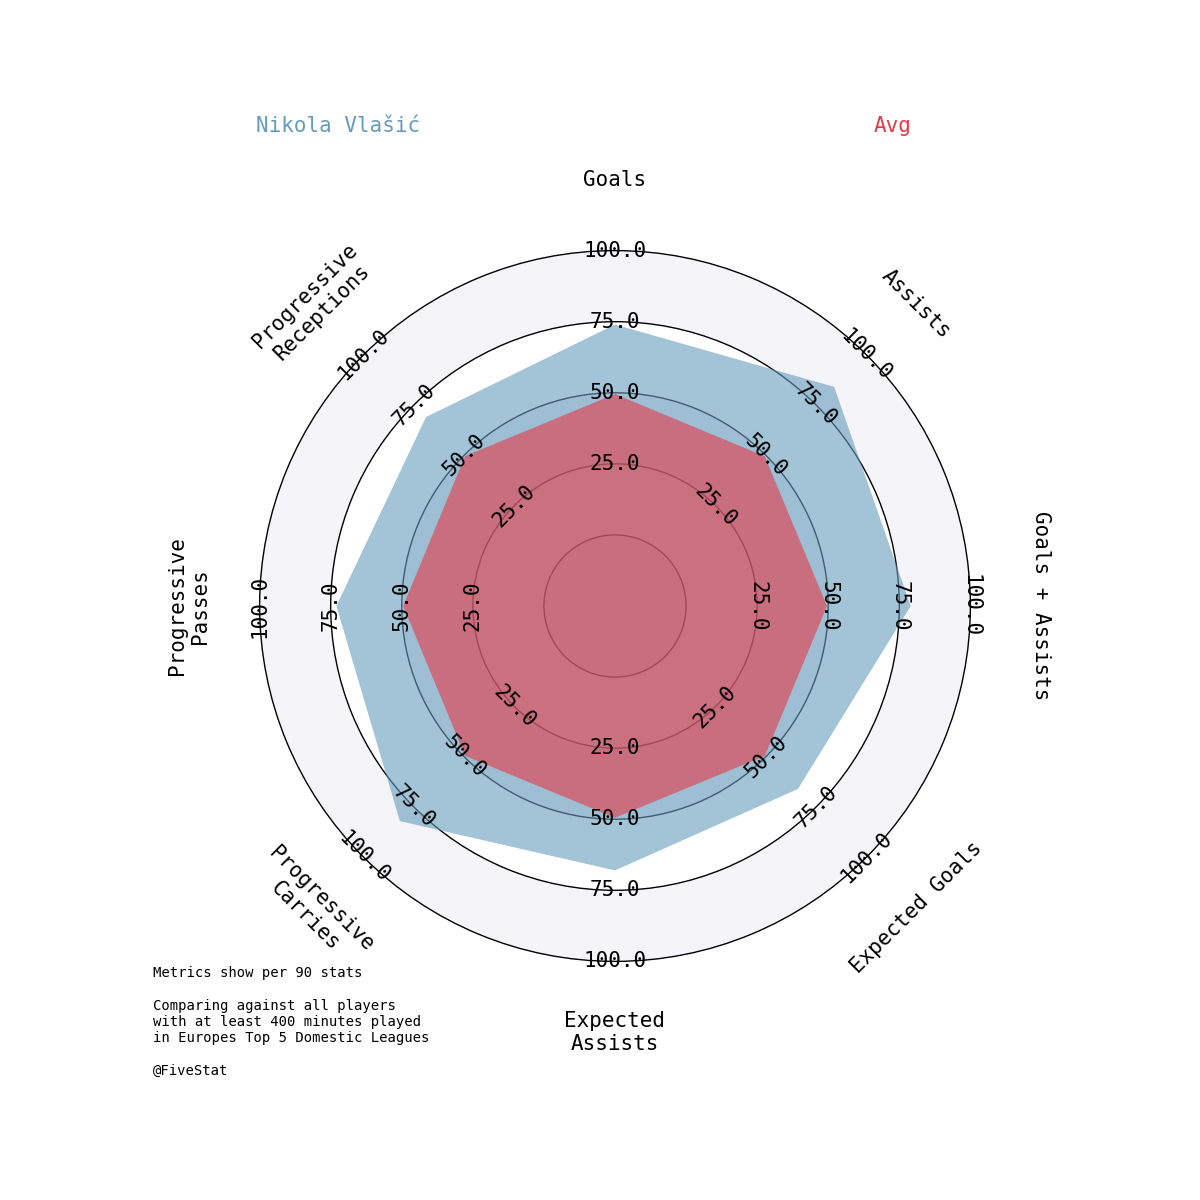 Nikola Vlašić
Avg
Goals
Assists
Goals + Assists
Expected Goals
Expected
Assists
Progressive
Carries
Progressive
Passes
Progressive
Receptions
25.0
50.0
75.0
100.0
25.0
50.0
75.0
100.0
25.0
50.0
75.0
100.0
25.0
50.0
75.0
100.0
25.0
50.0
75.0
100.0
25.0
50.0
75.0
100.0
25.0
50.0
75.0
100.0
25.0
50.0
75.0
100.0
Metrics show per 90 stats
Comparing against all players
with at least 400 minutes played
in Europes Top 5 Domestic Leagues
@FiveStat